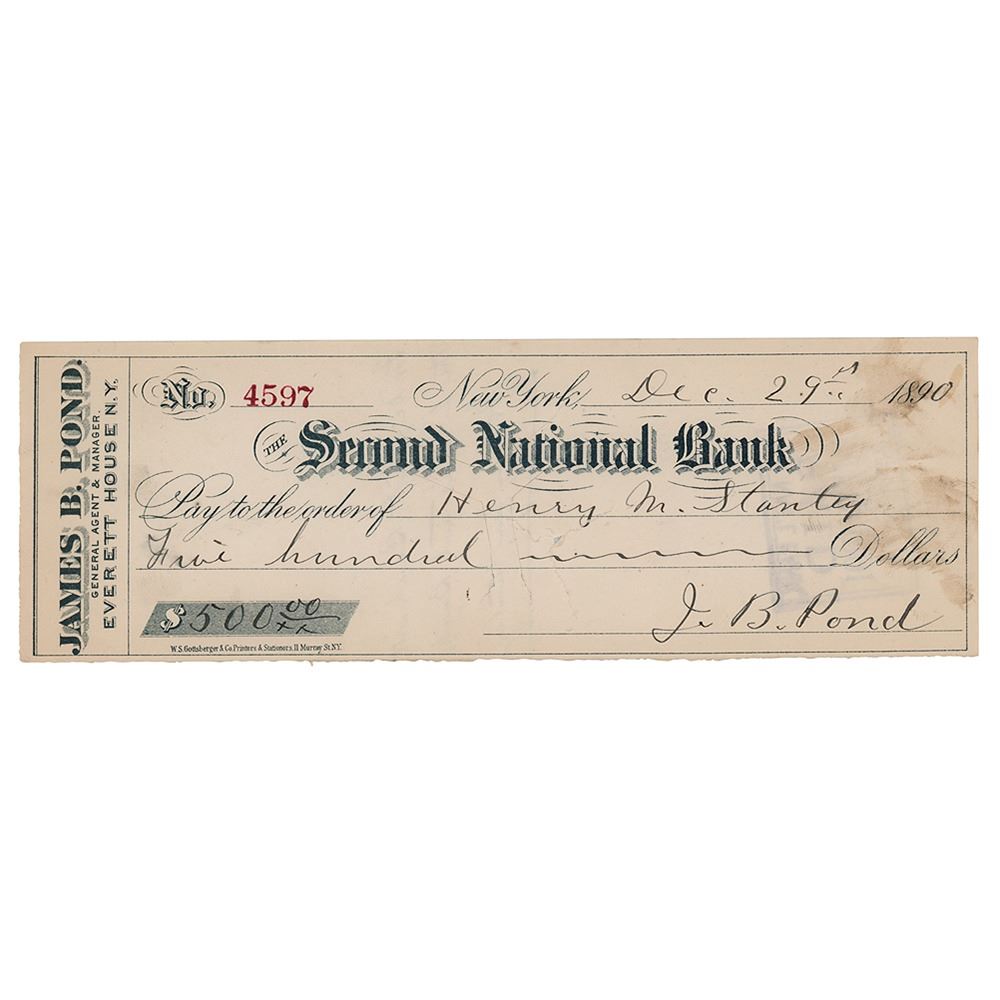 JAMES B. POND.
GENERAL AGENT & MANAGER.
EVERETT HOUSE N.Y.
No. 4597 New York, Dec. 29th 1890
THE Second National Bank
Pay to the order of Henry M. Stanley
Five hundred Dollars
$500 00/xx
J. B. Pond
W.S. Gottsberger & Co. Printers & Stationers, 11 Murray St. N.Y.